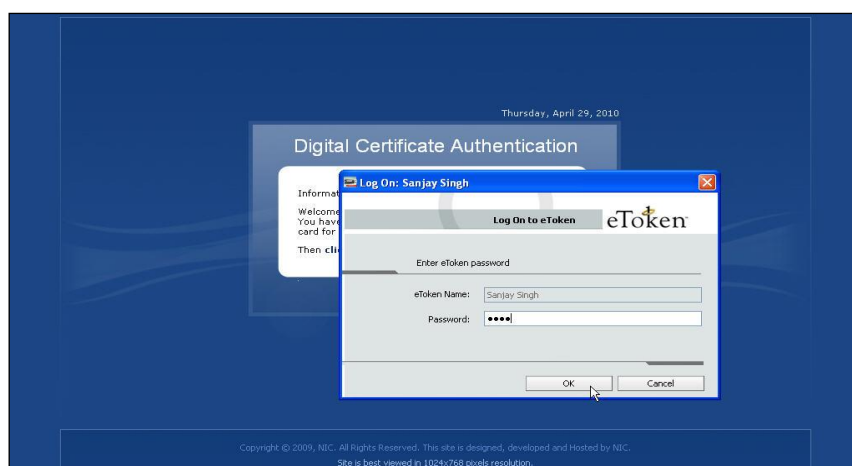 Thursday, April 29, 2010
Digital Certificate Authentication
Log On: Sanjay Singh
Informat
Welcome
You have
card for
Then cli
Log On to eToken
eToken
Enter eToken password
eToken Name: Sanjay Singh
Password: ••••
OK Cancel
Copyright © 2009, NIC. All Rights Reserved. This site is designed, developed and Hosted by NIC.
Site is best viewed in 1024x768 pixels resolution.